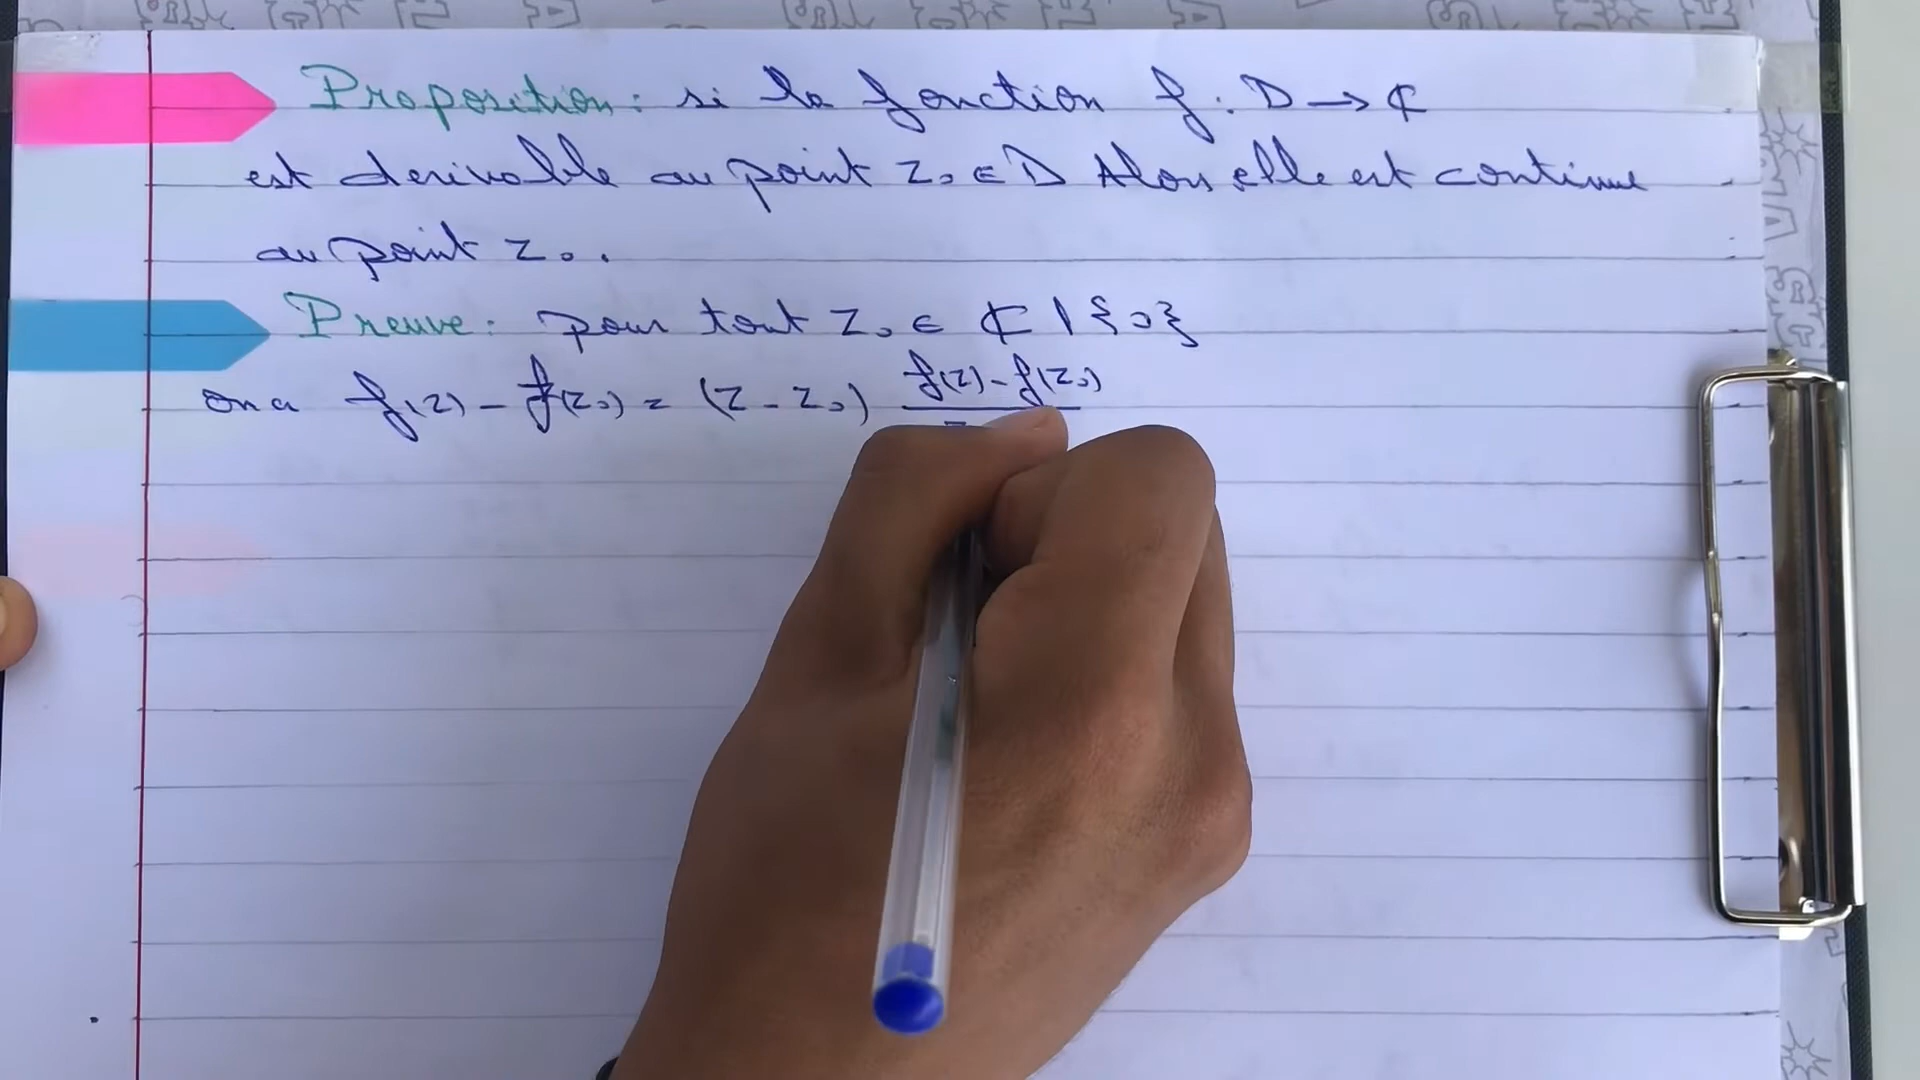 Proposition : si la fonction f : D → ℂ
est derivable au point z₀ ∈ D Alors elle est continue
au point z₀.
Preuve : pour tout z₀ ∈ ℂ \ {0}
on a f(z) - f(z₀) = (z - z₀) f(z) - f(z₀)